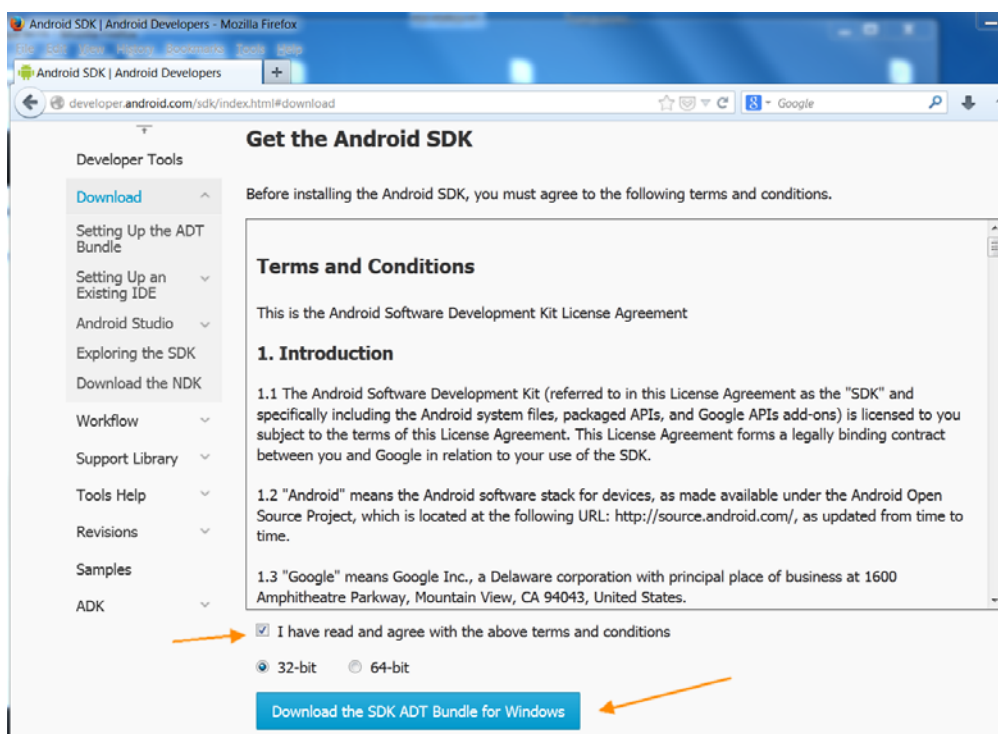 Android SDK | Android Developers - Mozilla Firefox
File Edit View History Bookmarks Tools Help
Android SDK | Android Developers
developer.android.com/sdk/index.html#download
Google
Developer Tools
Download
Setting Up the ADT
Bundle
Setting Up an
Existing IDE
Android Studio
Exploring the SDK
Download the NDK
Workflow
Support Library
Tools Help
Revisions
Samples
ADK
Get the Android SDK
Before installing the Android SDK, you must agree to the following terms and conditions.
Terms and Conditions
This is the Android Software Development Kit License Agreement
1. Introduction
1.1 The Android Software Development Kit (referred to in this License Agreement as the "SDK" and
specifically including the Android system files, packaged APIs, and Google APIs add-ons) is licensed to you
subject to the terms of this License Agreement. This License Agreement forms a legally binding contract
between you and Google in relation to your use of the SDK.
1.2 "Android" means the Android software stack for devices, as made available under the Android Open
Source Project, which is located at the following URL: http://source.android.com/, as updated from time to
time.
1.3 "Google" means Google Inc., a Delaware corporation with principal place of business at 1600
Amphitheatre Parkway, Mountain View, CA 94043, United States.
I have read and agree with the above terms and conditions
32-bit 64-bit
Download the SDK ADT Bundle for Windows